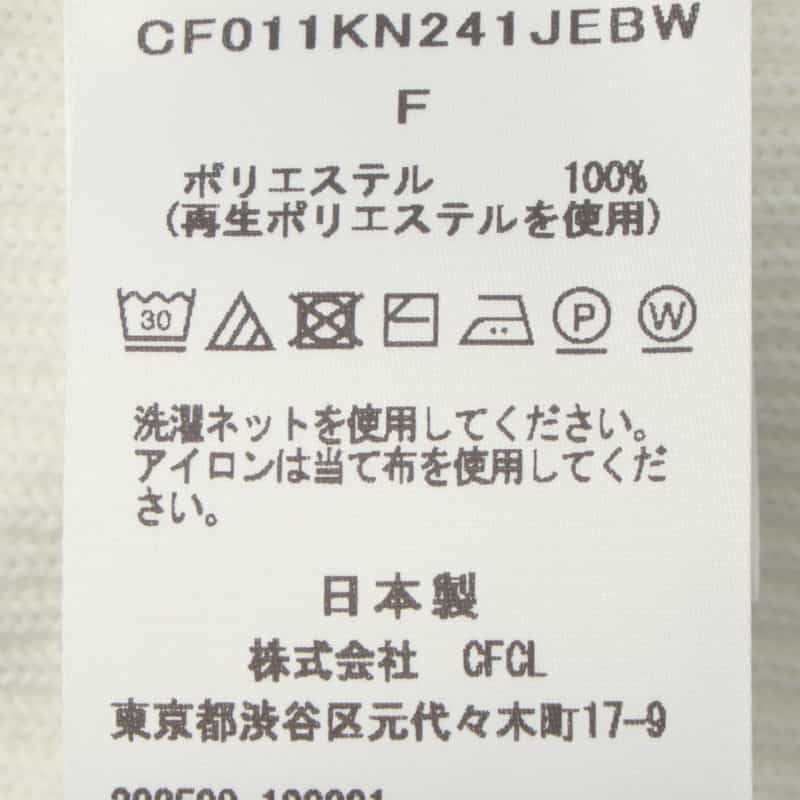 CF011KN241JEBW
F
ポリエステル 100%
(再生ポリエステルを使用)
30 P W
洗濯ネットを使用してください。
アイロンは当て布を使用してくだ
さい。
日本製
株式会社 CFCL
東京都渋谷区元代々木町17-9